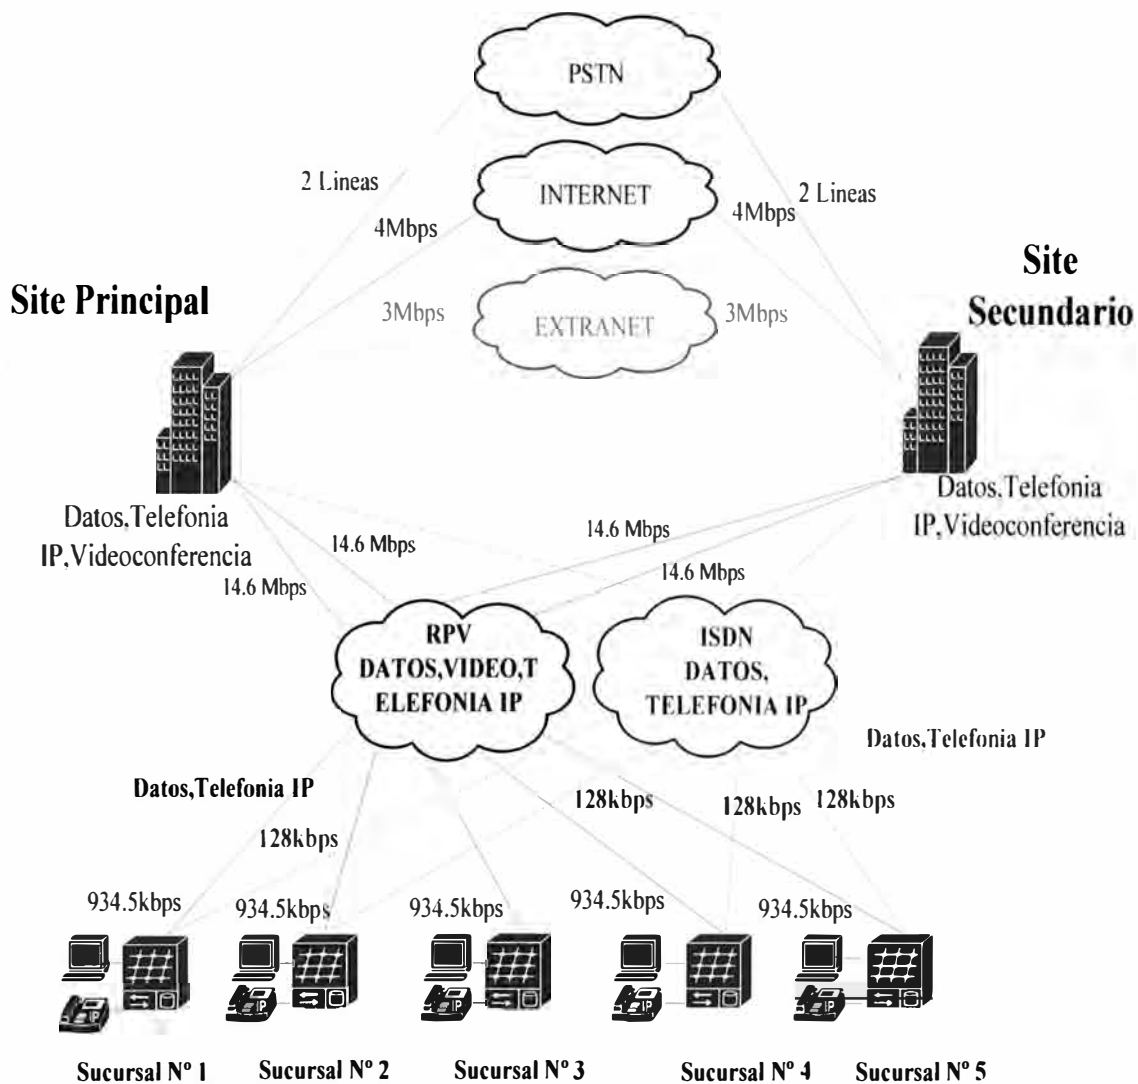 PSTN
2 Lineas
INTERNET
2 Lineas
4Mbps
4Mbps
Site Principal
3Mbps
EXTRANET
3Mbps
Site
Secundario
Datos,Telefonia
IP,Videoconferencia
Datos,Telefonia
IP,Videoconferencia
14.6 Mbps
14.6 Mbps
14.6 Mbps
14.6 Mbps
RPV
DATOS,VIDEO,T
ELEFONIA IP
ISDN
DATOS,
TELEFONIA IP
Datos,Telefonia IP
Datos,Telefonia IP
128kbps
128kbps
128kbps
128kbps
934.5kbps
934.5kbps
934.5kbps
934.5kbps
934.5kbps
IP
IP
IP
IP
IP
Sucursal Nº 1
Sucursal Nº 2
Sucursal Nº 3
Sucursal Nº 4
Sucursal Nº 5